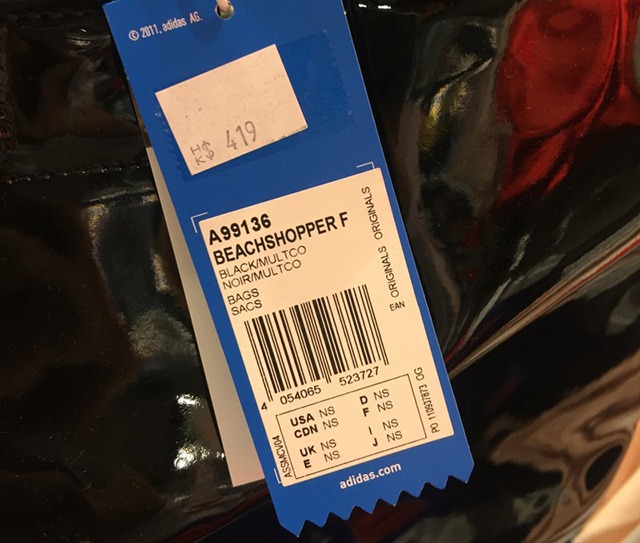 © 2011, adidas AG.
HK$ 419
A99136
BEACHSHOPPER F
BLACK/MULTCO
NOIR/MULTCO
BAGS
SACS
ORIGINALS ORIGINALS
EAN
4 054065 523727
ASSMCV04
USA NS D NS
CDN NS F NS
UK NS I NS
E NS J NS
PO 110937873 OG
adidas.com